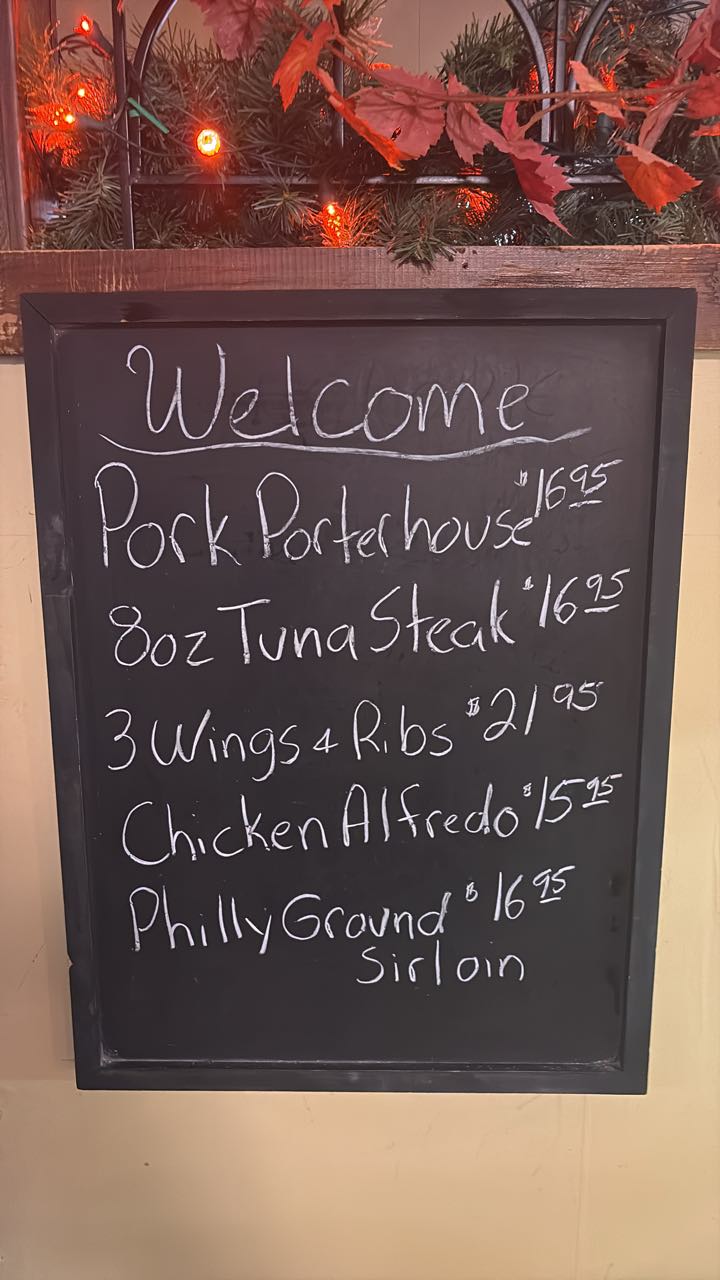 Welcome
Pork Porterhouse $16.95
8oz Tuna Steak $16.95
3 Wings & Ribs $21.95
Chicken Alfredo $15.95
Philly Ground $16.95
Sirloin